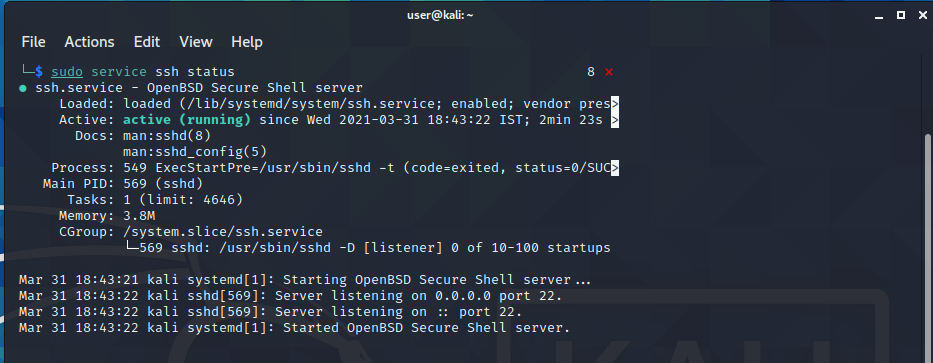 user@kali: ~
File Actions Edit View Help
└─$ sudo service ssh status 8 ⨯
● ssh.service - OpenBSD Secure Shell server
Loaded: loaded (/lib/systemd/system/ssh.service; enabled; vendor pres>
Active: active (running) since Wed 2021-03-31 18:43:22 IST; 2min 23s >
Docs: man:sshd(8)
man:sshd_config(5)
Process: 549 ExecStartPre=/usr/sbin/sshd -t (code=exited, status=0/SUC>
Main PID: 569 (sshd)
Tasks: 1 (limit: 4646)
Memory: 3.8M
CGroup: /system.slice/ssh.service
└─569 sshd: /usr/sbin/sshd -D [listener] 0 of 10-100 startups
Mar 31 18:43:21 kali systemd[1]: Starting OpenBSD Secure Shell server...
Mar 31 18:43:22 kali sshd[569]: Server listening on 0.0.0.0 port 22.
Mar 31 18:43:22 kali sshd[569]: Server listening on :: port 22.
Mar 31 18:43:22 kali systemd[1]: Started OpenBSD Secure Shell server.
KALI